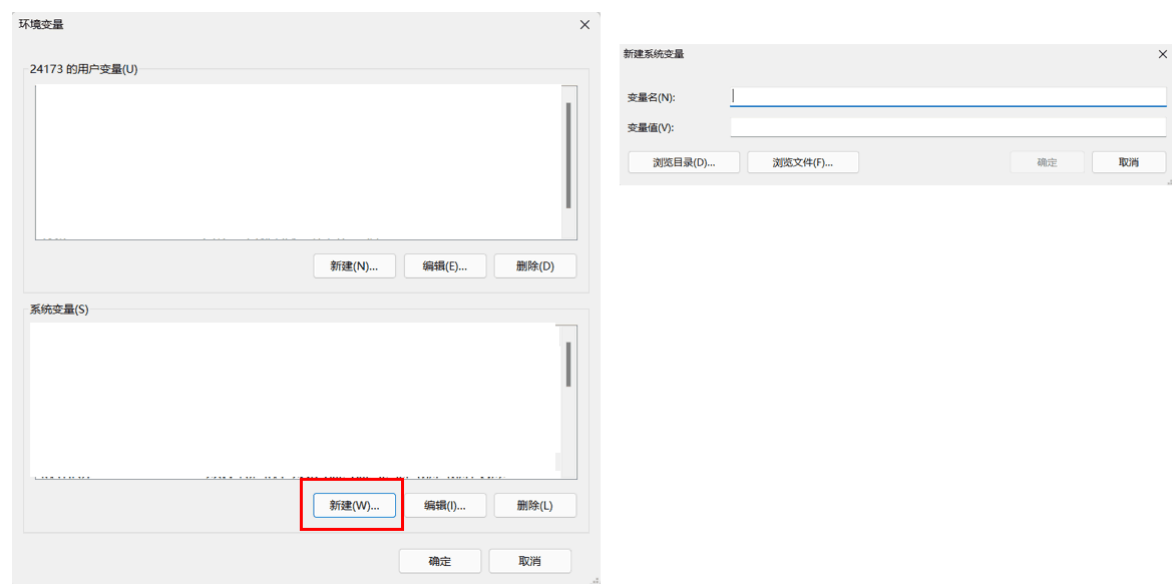 环境变量
24173 的用户变量(U)
新建(N)...
编辑(E)...
删除(D)
系统变量(S)
新建(W)...
编辑(I)...
删除(L)
确定
取消
新建系统变量
变量名(N):
变量值(V):
浏览目录(D)...
浏览文件(F)...
确定
取消